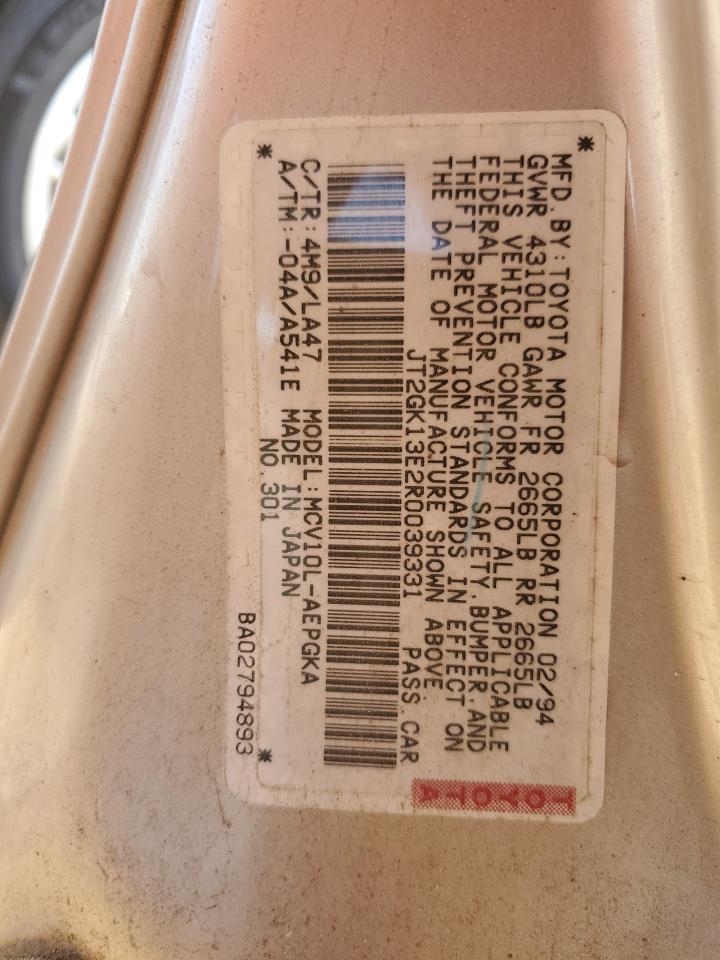 MFD. BY:TOYOTA MOTOR CORPORATION 02/94
GVWR 4310LB GAWR FR 2665LB RR 2665LB
THIS VEHICLE CONFORMS TO ALL APPLICABLE
FEDERAL MOTOR VEHICLE SAFETY,BUMPER,AND
THEFT PREVENTION STANDARDS IN EFFECT ON
THE DATE OF MANUFACTURE SHOWN ABOVE.
JT2GK13E2R0039331 PASS.CAR
C/TR:4M9/LA47 MODEL:MCV10L-AEPGKA
A/TM:-04A/A541E MADE IN JAPAN
NO.301
BA02794893
TOYOTA